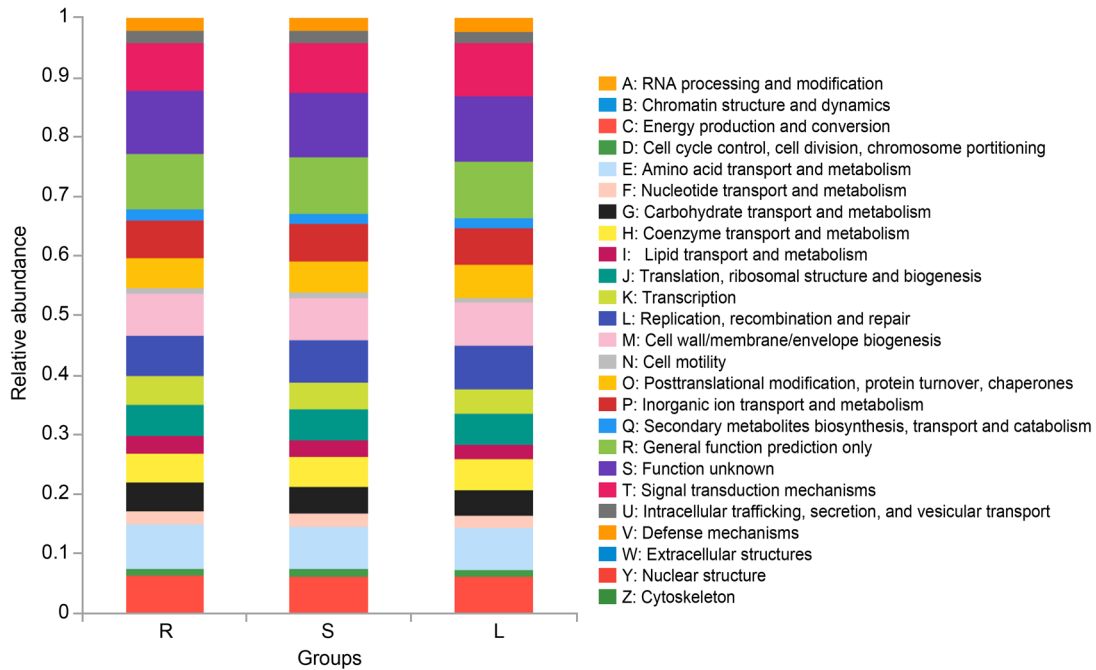 1
0.9
0.8
0.7
0.6
0.5
0.4
0.3
0.2
0.1
0
Relative abundance
R
S
L
Groups
A: RNA processing and modification
B: Chromatin structure and dynamics
C: Energy production and conversion
D: Cell cycle control, cell division, chromosome portitioning
E: Amino acid transport and metabolism
F: Nucleotide transport and metabolism
G: Carbohydrate transport and metabolism
H: Coenzyme transport and metabolism
I: Lipid transport and metabolism
J: Translation, ribosomal structure and biogenesis
K: Transcription
L: Replication, recombination and repair
M: Cell wall/membrane/envelope biogenesis
N: Cell motility
O: Posttranslational modification, protein turnover, chaperones
P: Inorganic ion transport and metabolism
Q: Secondary metabolites biosynthesis, transport and catabolism
R: General function prediction only
S: Function unknown
T: Signal transduction mechanisms
U: Intracellular trafficking, secretion, and vesicular transport
V: Defense mechanisms
W: Extracellular structures
Y: Nuclear structure
Z: Cytoskeleton